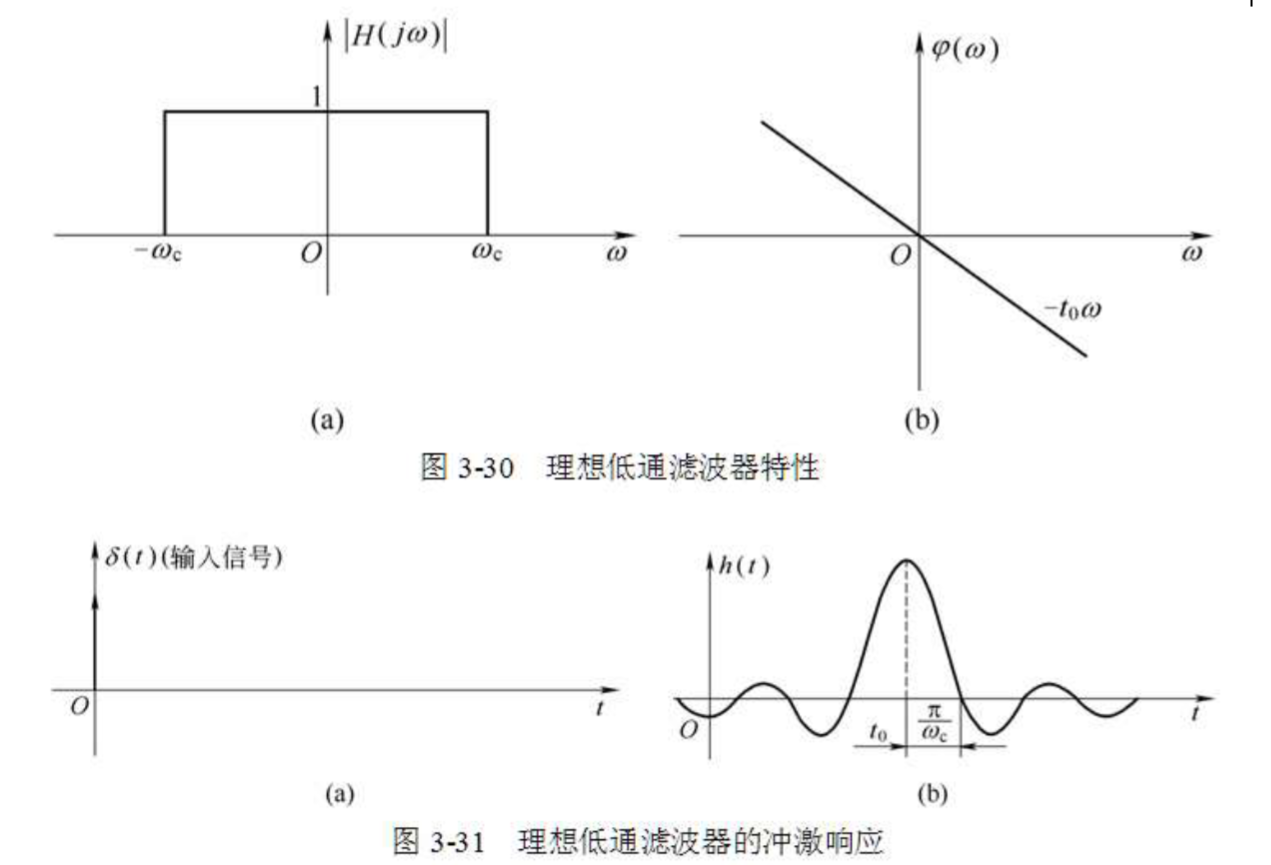 |H(jω)|
1
−ωc
O
ωc
ω
(a)
φ(ω)
O
ω
−t0ω
(b)
图 3-30 理想低通滤波器特性
δ(t)(输入信号)
O
t
(a)
h(t)
O
t0
π/ωc
t
(b)
图 3-31 理想低通滤波器的冲激响应